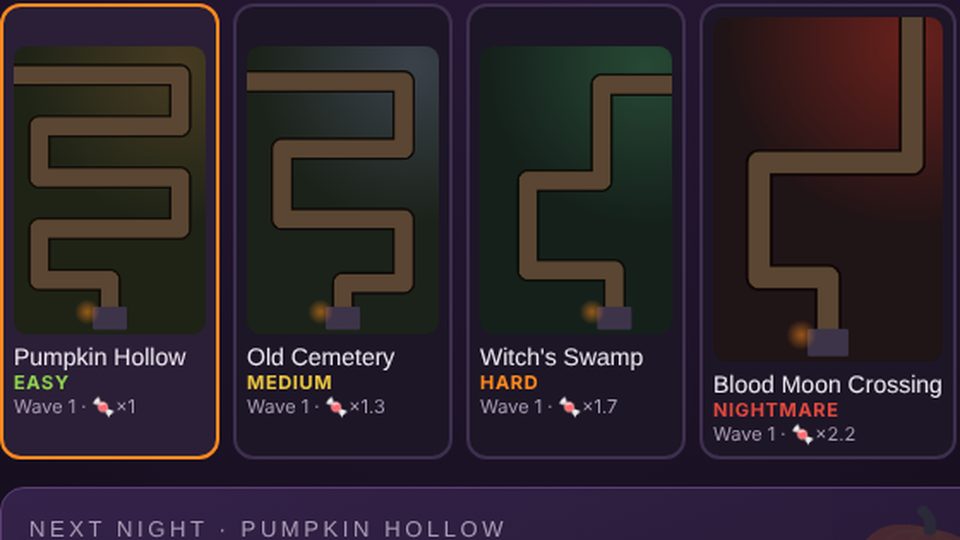 Pumpkin Hollow
EASY
Wave 1 · 🍬×1
Old Cemetery
MEDIUM
Wave 1 · 🍬×1.3
Witch's Swamp
HARD
Wave 1 · 🍬×1.7
Blood Moon Crossing
NIGHTMARE
Wave 1 · 🍬×2.2
NEXT NIGHT · PUMPKIN HOLLOW